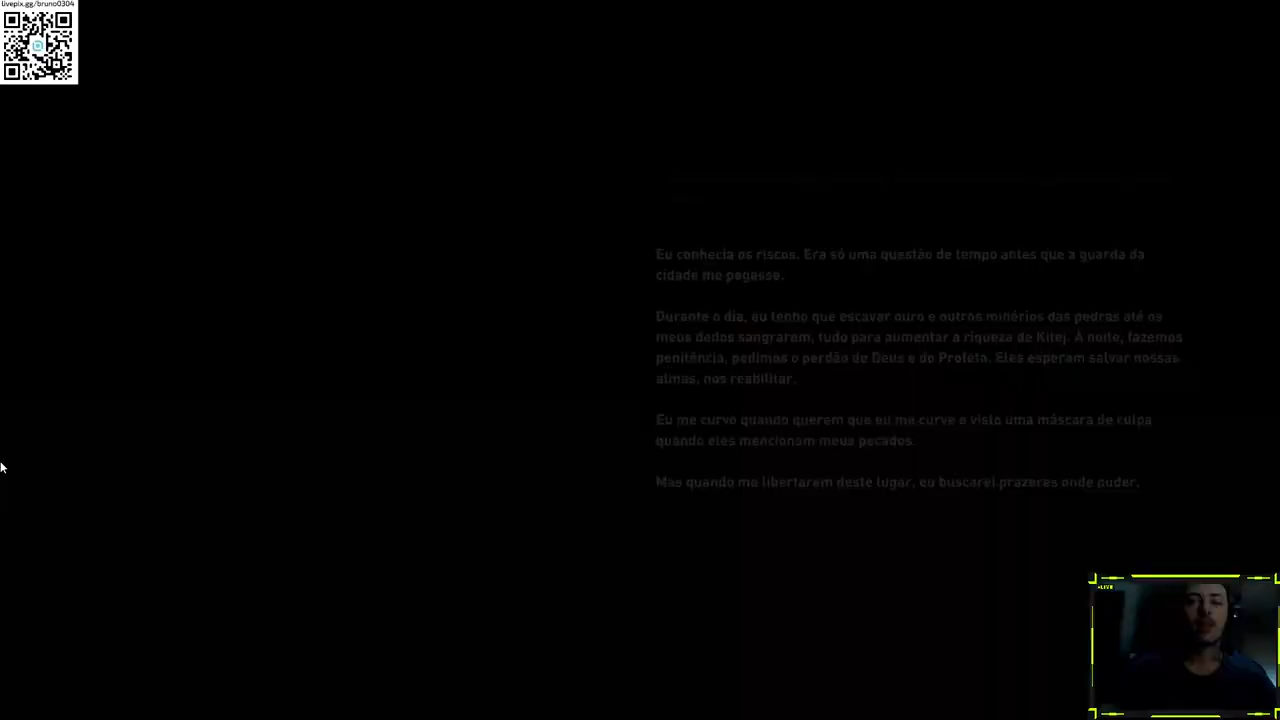 livepix.gg/bruno0304
Eu conhecia os riscos. Era só uma questão de tempo antes que a guarda da
cidade me pegasse.
Durante o dia, eu tenho que escavar ouro e outros minérios das pedras até os
meus dedos sangrarem, tudo para aumentar a riqueza de Kitej. À noite, fazemos
penitência, pedimos o perdão de Deus e do Profeta. Eles esperam salvar nossas
almas, nos reabilitar.
Eu me curvo quando querem que eu me curve e visto uma máscara de culpa
quando eles mencionam meus pecados.
Mas quando me libertarem deste lugar, eu buscarei prazeres onde puder.
LIVE